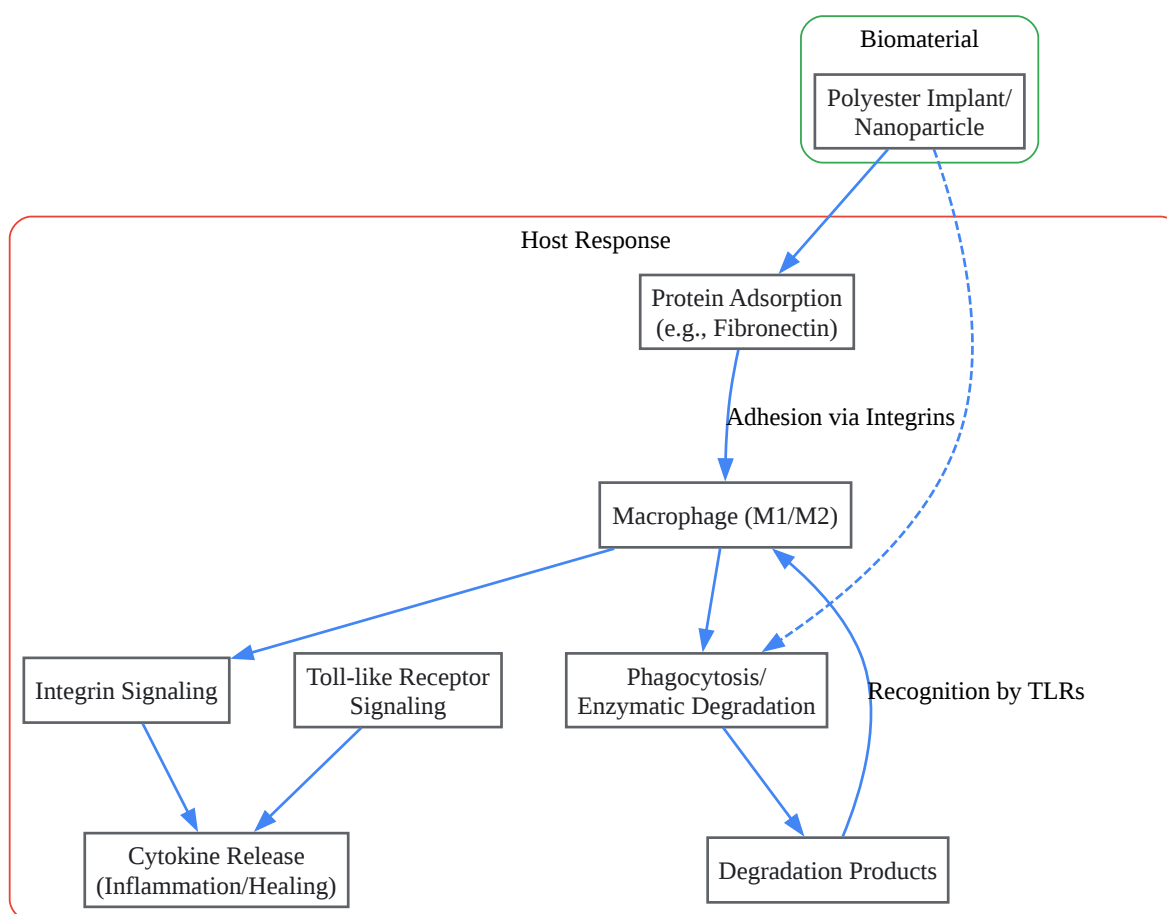 Biomaterial
Polyester Implant/
Nanoparticle
Host Response
Protein Adsorption
(e.g., Fibronectin)
Adhesion via Integrins
Macrophage (M1/M2)
Integrin Signaling
Toll-like Receptor
Signaling
Phagocytosis/
Enzymatic Degradation
Recognition by TLRs
Cytokine Release
(Inflammation/Healing)
Degradation Products